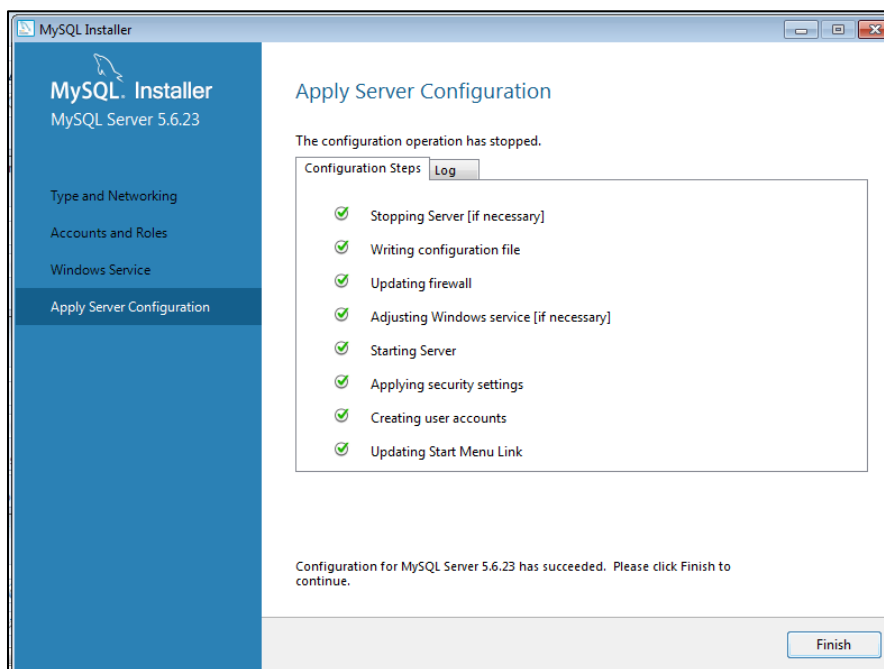 MySQL Installer
MySQL. Installer
MySQL Server 5.6.23
Type and Networking
Accounts and Roles
Windows Service
Apply Server Configuration
Apply Server Configuration
The configuration operation has stopped.
Configuration Steps
Log
Stopping Server [if necessary]
Writing configuration file
Updating firewall
Adjusting Windows service [if necessary]
Starting Server
Applying security settings
Creating user accounts
Updating Start Menu Link
Configuration for MySQL Server 5.6.23 has succeeded. Please click Finish to
continue.
Finish